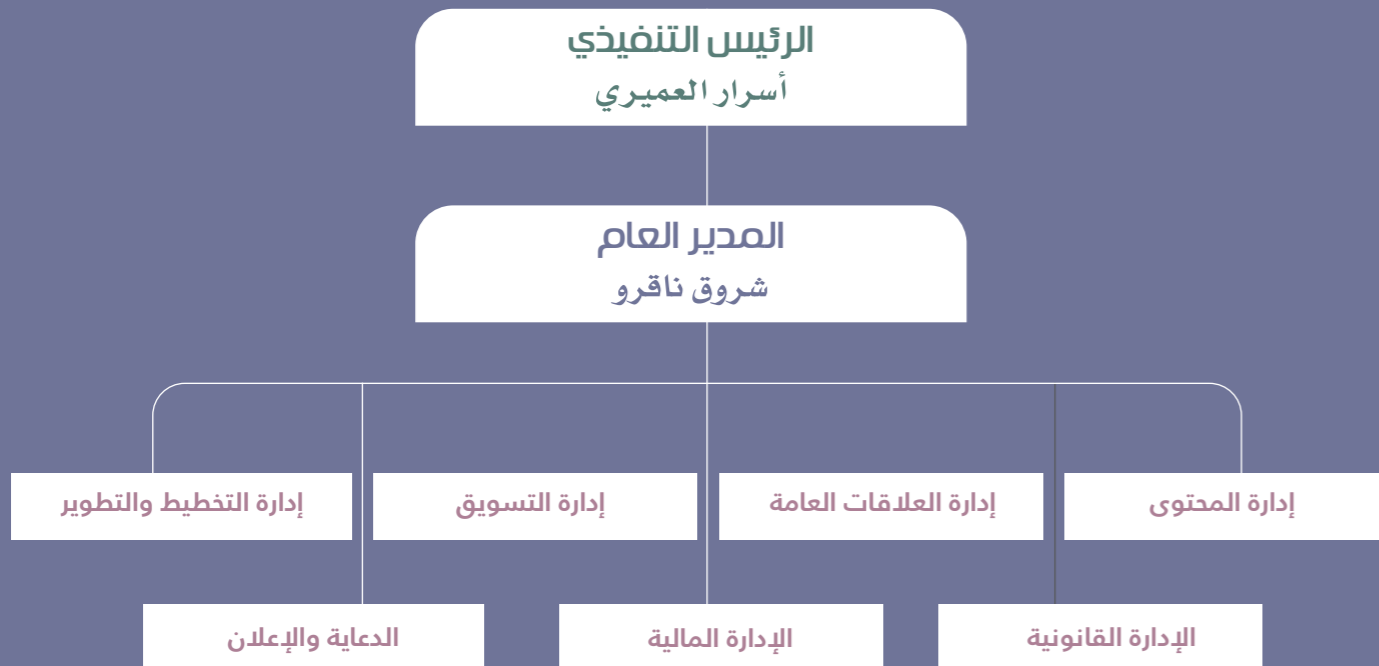 الرئيس التنفيذي
أسرار العميري
المدير العام
شروق ناقرو
إدارة المحتوى
إدارة العلاقات العامة
إدارة التسويق
إدارة التخطيط والتطوير
الإدارة القانونية
الإدارة المالية
الدعاية والإعلان